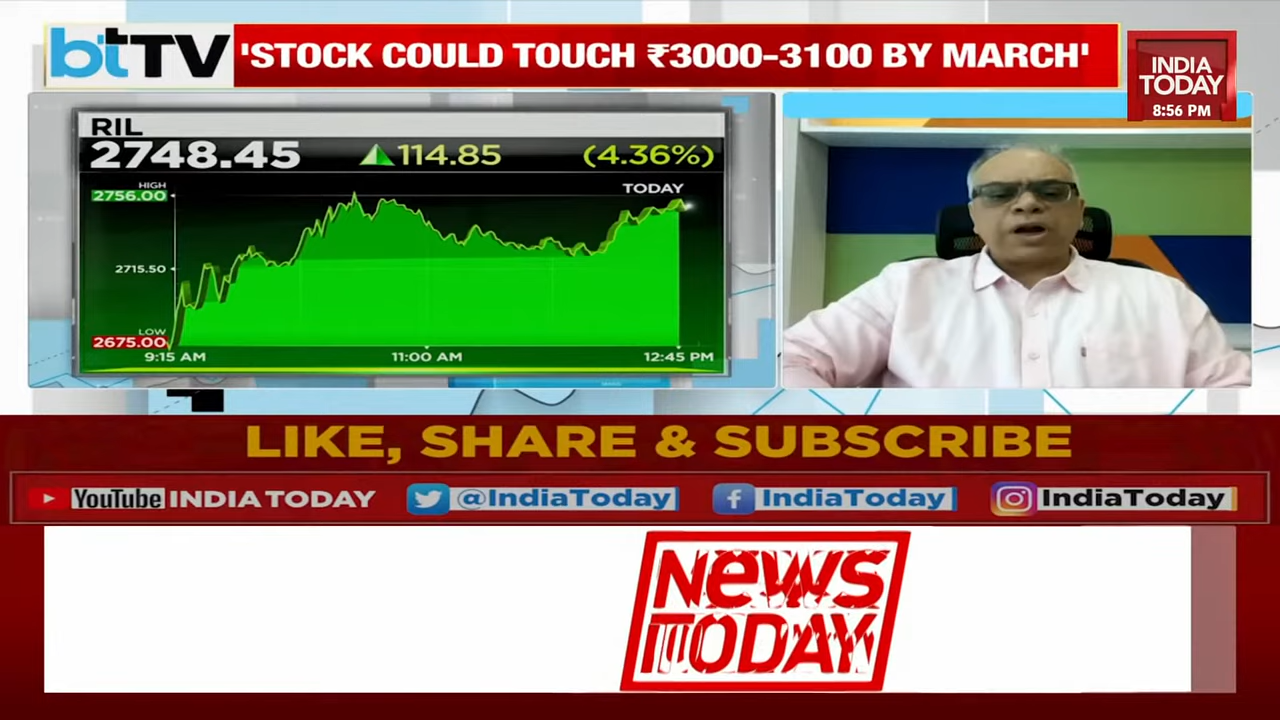 btTV
'STOCK COULD TOUCH ₹3000-3100 BY MARCH'
INDIA
TODAY
8:56 PM
RIL
2748.45 114.85 (4.36%)
HIGH
2756.00
TODAY
2715.50
LOW
2675.00
9:15 AM 11:00 AM 12:45 PM
LIKE, SHARE & SUBSCRIBE
YouTube INDIA TODAY @IndiaToday IndiaToday IndiaToday
NEWS
TODAY